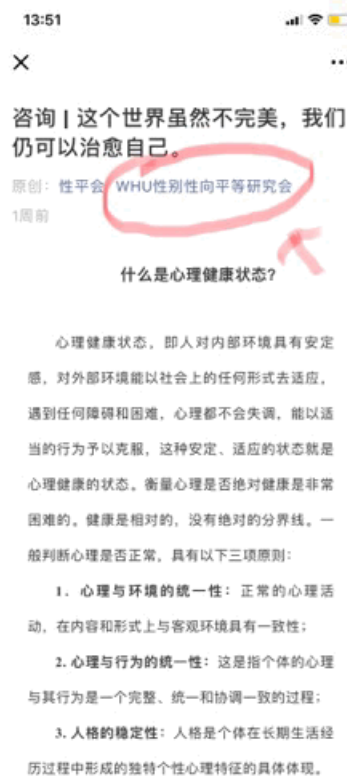 13:51
咨询 | 这个世界虽然不完美，我们
仍可以治愈自己。
原创： 性平会 WHU性别性向平等研究会
1周前
什么是心理健康状态？
心理健康状态，即人对内部环境具有安定
感，对外部环境能以社会上的任何形式去适应，
遇到任何障碍和困难，心理都不会失调，能以适
当的行为予以克服，这种安定、适应的状态就是
心理健康的状态。衡量心理是否绝对健康是非常
困难的。健康是相对的，没有绝对的分界线。一
般判断心理是否正常，具有以下三项原则：
1．心理与环境的统一性：正常的心理活
动，在内容和形式上与客观环境具有一致性；
2. 心理与行为的统一性：这是指个体的心理
与其行为是一个完整、统一和协调一致的过程；
3. 人格的稳定性：人格是个体在长期生活经
历过程中形成的独特个性心理特征的具体体现。